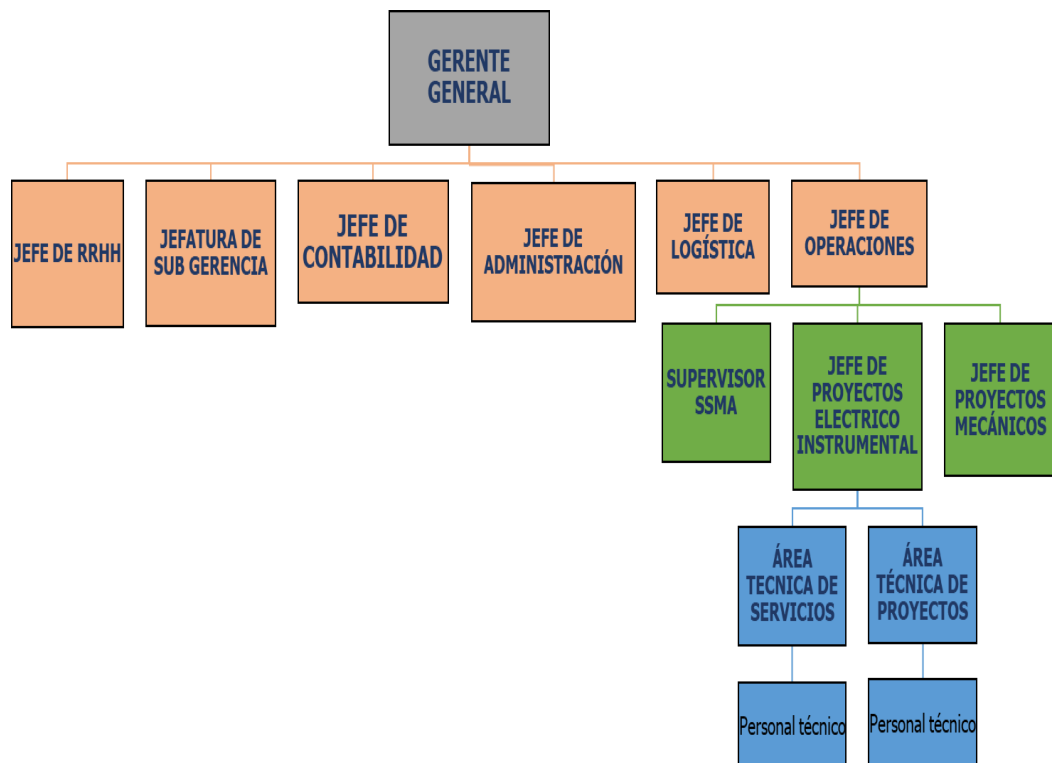 GERENTE
GENERAL
JEFE DE RRHH
JEFATURA DE
SUB GERENCIA
JEFE DE
CONTABILIDAD
JEFE DE
ADMINISTRACIÓN
JEFE DE
LOGÍSTICA
JEFE DE
OPERACIONES
SUPERVISOR
SSMA
JEFE DE
PROYECTOS
ELECTRICO
INSTRUMENTAL
JEFE DE
PROYECTOS
MECÁNICOS
ÁREA
TECNICA DE
SERVICIOS
ÁREA
TÉCNICA DE
PROYECTOS
Personal técnico
Personal técnico